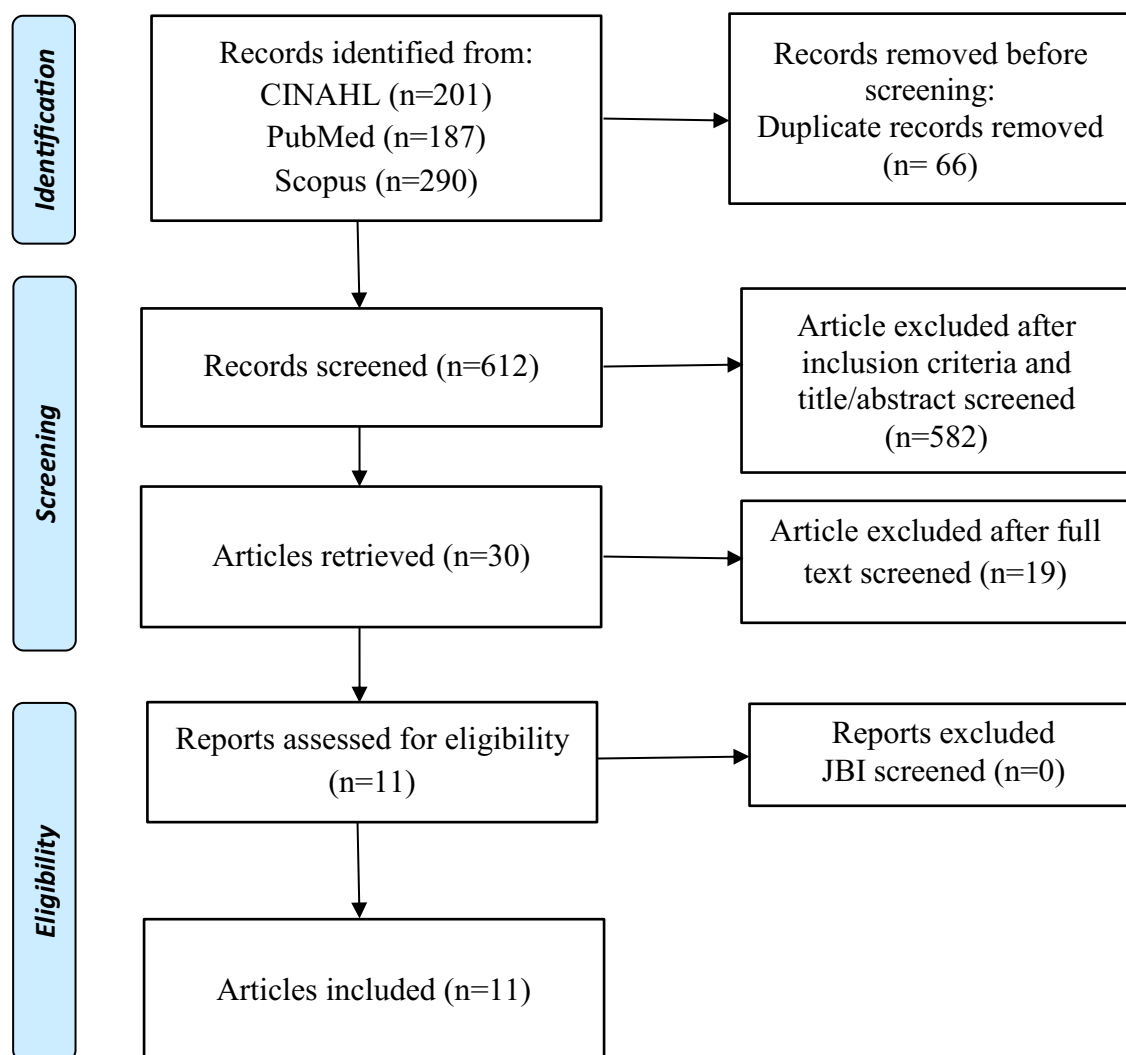 Identification
Records identified from:
CINAHL (n=201)
PubMed (n=187)
Scopus (n=290)
Records removed before
screening:
Duplicate records removed
(n= 66)
Screening
Records screened (n=612)
Article excluded after
inclusion criteria and
title/abstract screened
(n=582)
Articles retrieved (n=30)
Article excluded after full
text screened (n=19)
Eligibility
Reports assessed for eligibility
(n=11)
Reports excluded
JBI screened (n=0)
Articles included (n=11)